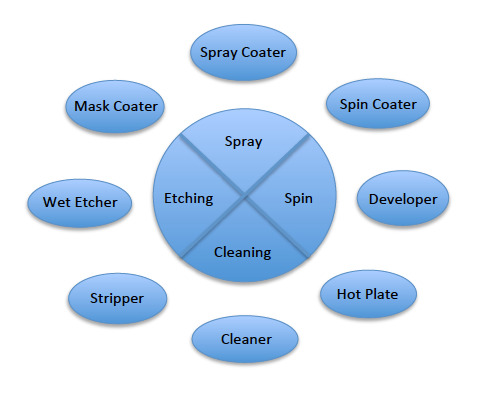 Spray Coater
Mask Coater
Spin Coater
Spray
Etching
Spin
Wet Etcher
Developer
Cleaning
Stripper
Hot Plate
Cleaner